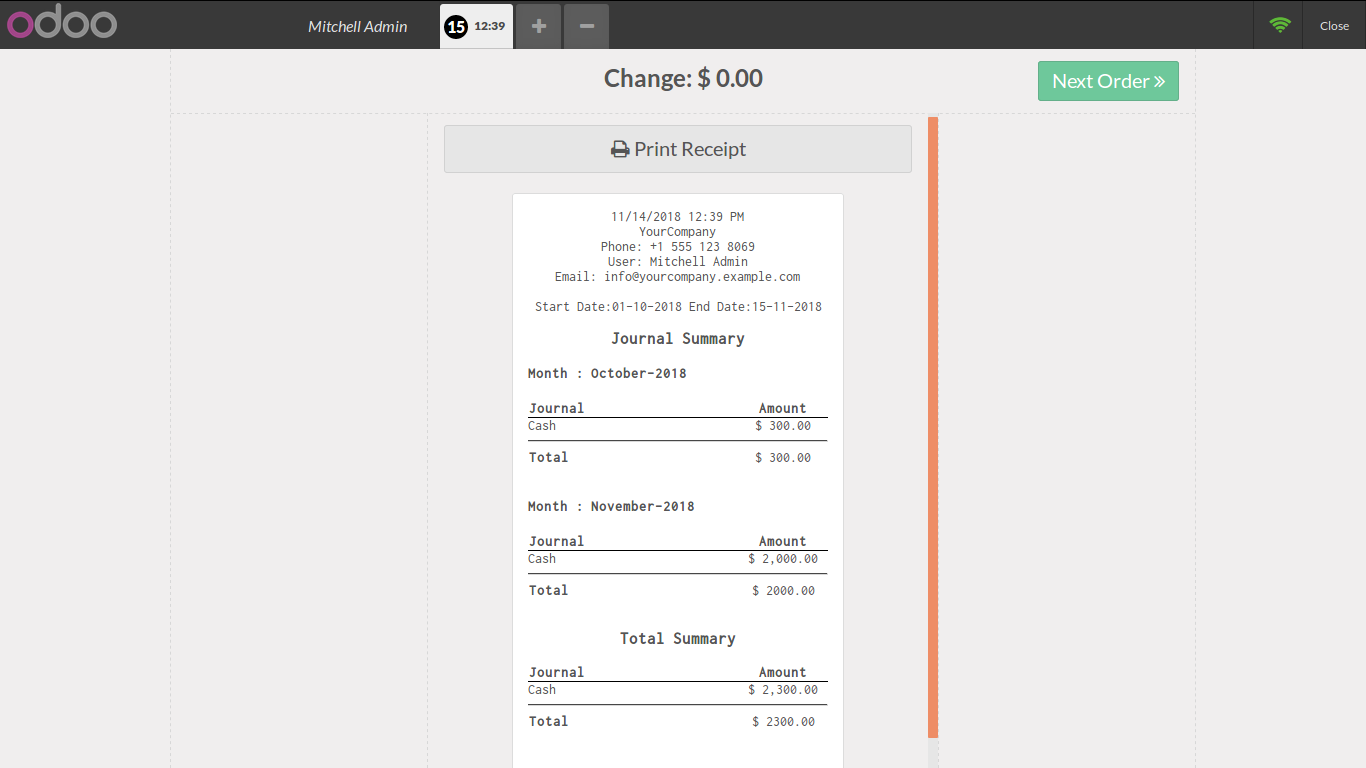 odoo
Mitchell Admin
15 12:39
+
−
Close
Change: $ 0.00
Next Order »
Print Receipt
11/14/2018 12:39 PM
YourCompany
Phone: +1 555 123 8069
User: Mitchell Admin
Email: info@yourcompany.example.com
Start Date:01-10-2018 End Date:15-11-2018
Journal Summary
Month : October-2018
Journal Amount
Cash $ 300.00
Total $ 300.00
Month : November-2018
Journal Amount
Cash $ 2,000.00
Total $ 2000.00
Total Summary
Journal Amount
Cash $ 2,300.00
Total $ 2300.00